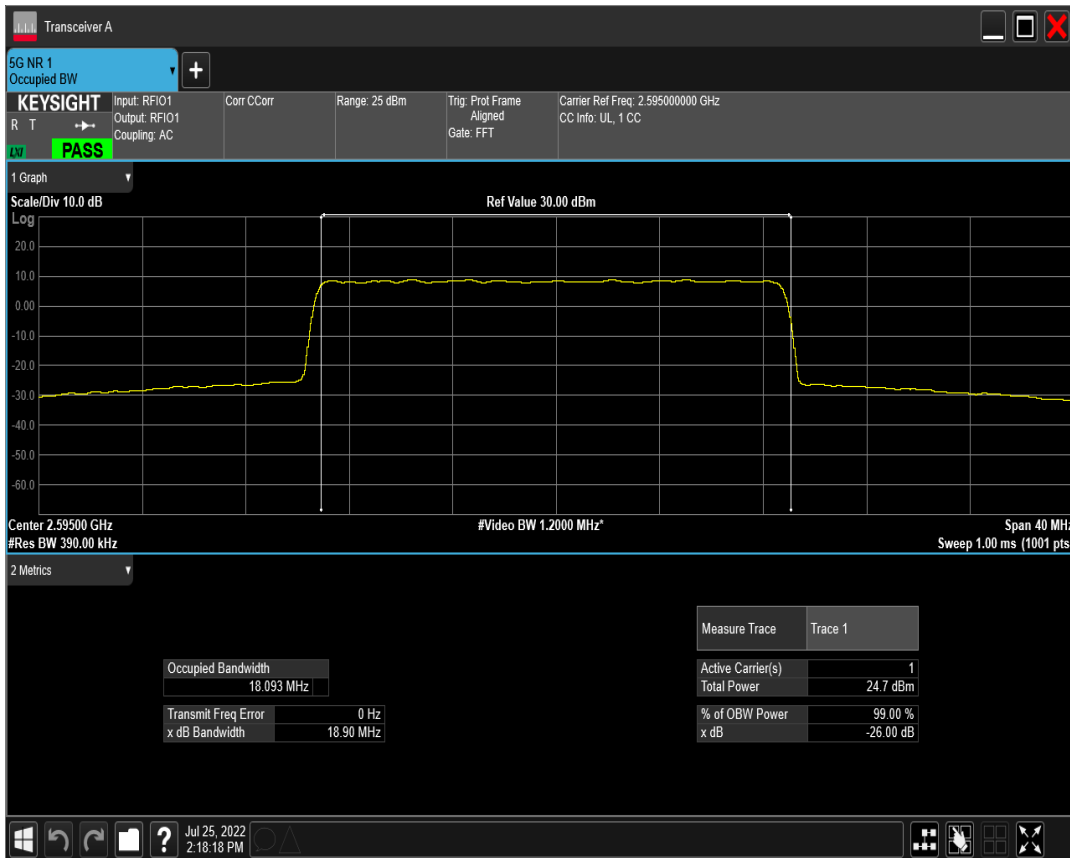 Transceiver A
5G NR 1
Occupied BW
KEYSIGHT
R T
LXI
PASS
Input: RFIO1
Output: RFIO1
Coupling: AC
Corr CCorr
Range: 25 dBm
Trig: Prot Frame
Aligned
Gate: FFT
Carrier Ref Freq: 2.595000000 GHz
CC Info: UL, 1 CC
1 Graph
Scale/Div 10.0 dB
Ref Value 30.00 dBm
Log
20.0
10.0
0.00
-10.0
-20.0
-30.0
-40.0
-50.0
-60.0
Center 2.59500 GHz
#Video BW 1.2000 MHz*
Span 40 MHz
#Res BW 390.00 kHz
Sweep 1.00 ms (1001 pts
2 Metrics
Measure Trace Trace 1
Occupied Bandwidth
18.093 MHz
Active Carrier(s) 1
Total Power 24.7 dBm
Transmit Freq Error 0 Hz
x dB Bandwidth 18.90 MHz
% of OBW Power 99.00 %
x dB -26.00 dB
?
Jul 25, 2022
2:18:18 PM